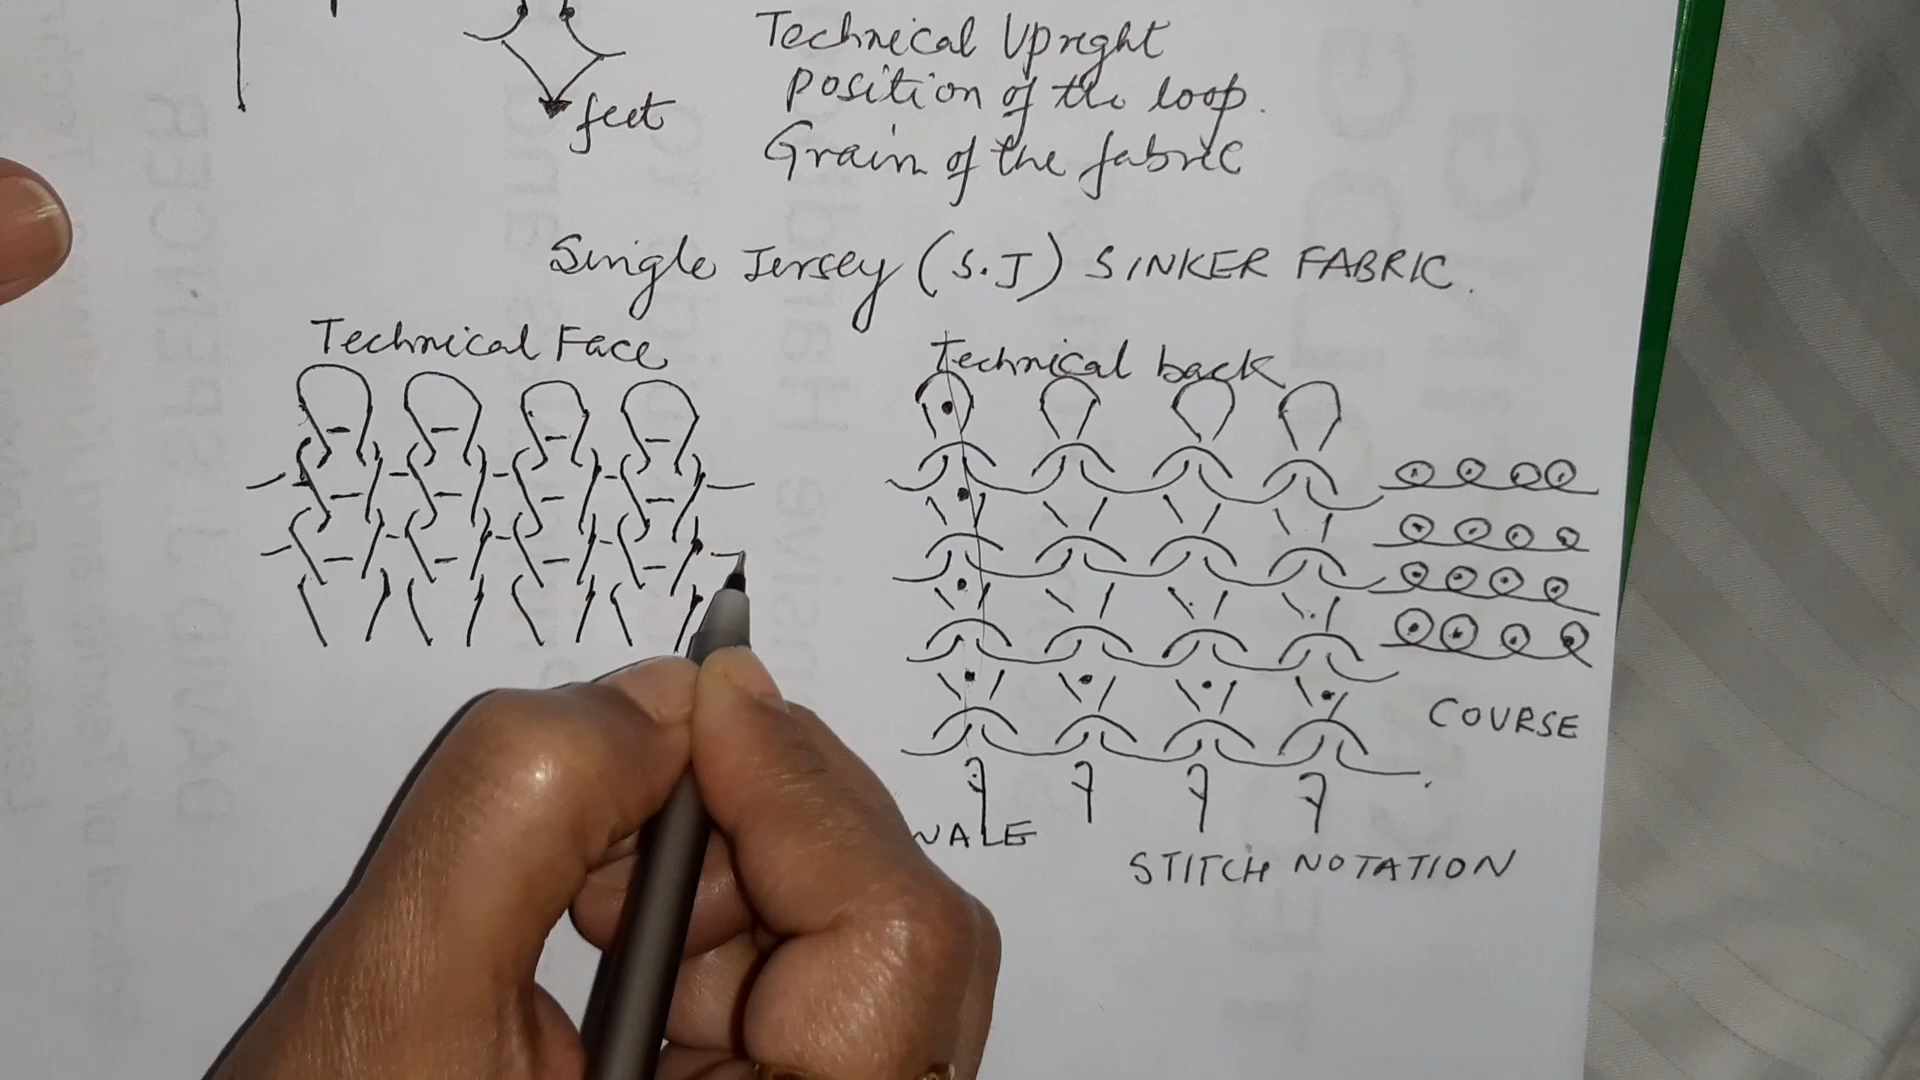 Technical Upright
feet
position of the loop.
Grain of the fabric
Single Jersey (S.J) SINKER FABRIC.
Technical Face
Technical back
COURSE
WALE
STITCH NOTATION